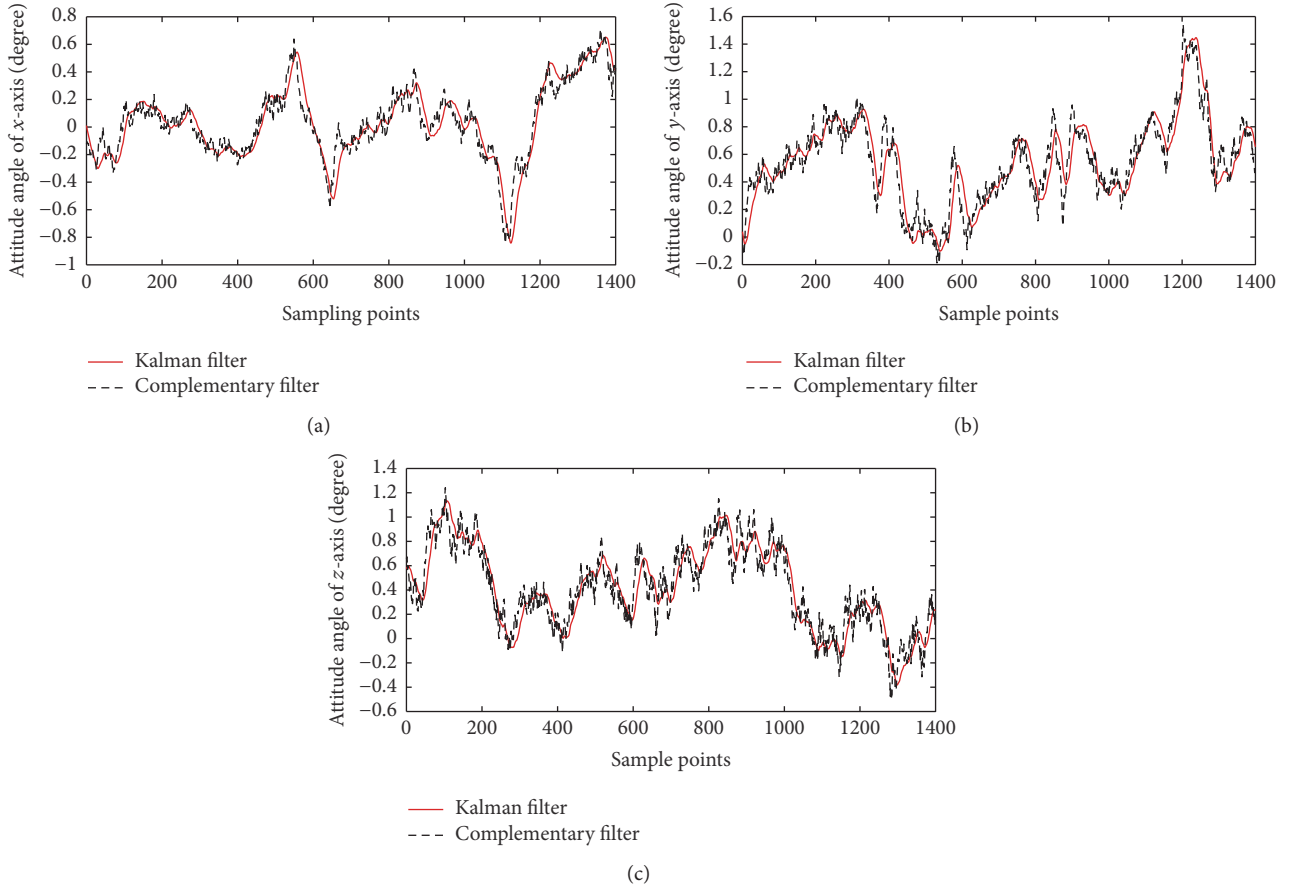 Attitude angle of x-axis (degree)
0.8
0.6
0.4
0.2
0
−0.2
−0.4
−0.6
−0.8
−1
0 200 400 600 800 1000 1200 1400
Sampling points
Kalman filter
Complementary filter
(a)
Attitude angle of y-axis (degree)
1.6
1.4
1.2
1
0.8
0.6
0.4
0.2
0
−0.2
0 200 400 600 800 1000 1200 1400
Sample points
Kalman filter
Complementary filter
(b)
Attitude angle of z-axis (degree)
1.4
1.2
1
0.8
0.6
0.4
0.2
0
−0.2
−0.4
−0.6
0 200 400 600 800 1000 1200 1400
Sample points
Kalman filter
Complementary filter
(c)